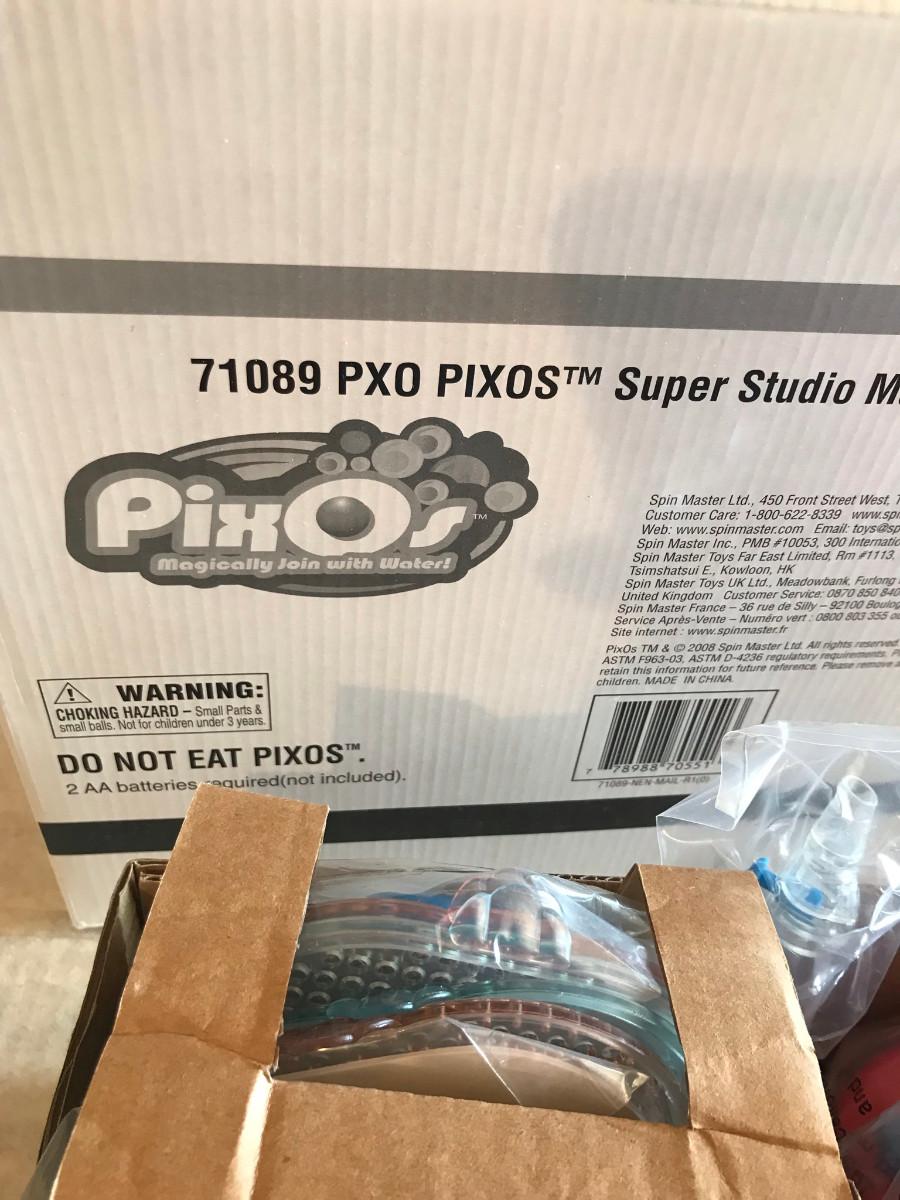 71089 PXO PIXOS™ Super Studio
PixOs™
Magically Join with Water!
Spin Master Ltd., 450 Front Street West,
Customer Care: 1-800-622-8339 www.spi
Web: www.spinmaster.com Email: toys@sp
Spin Master Inc., PMB #10053, 300 Internatio
Spin Master Toys Far East Limited, Rm #1113,
Tsimshatsui E., Kowloon, HK
Spin Master Toys UK Ltd., Meadowbank, Furlong
United Kingdom Customer Service: 0870 850 840
Spin Master France – 36 rue de Silly – 92100 Boulog
Service Après-Vente – Numéro vert : 0800 803 355 ou
Site internet : www.spinmaster.fr
PixOs TM & © 2008 Spin Master Ltd. All rights reserved.
ASTM F963-03, ASTM D-4236 regulatory requirements.
retain this information for future reference. Please remove a
children. MADE IN CHINA.
WARNING:
CHOKING HAZARD – Small Parts &
small balls. Not for children under 3 years.
DO NOT EAT PIXOS™.
2 AA batteries required(not included).
7 78988 70551
71089-NEN-MAIL-R1(0)
and